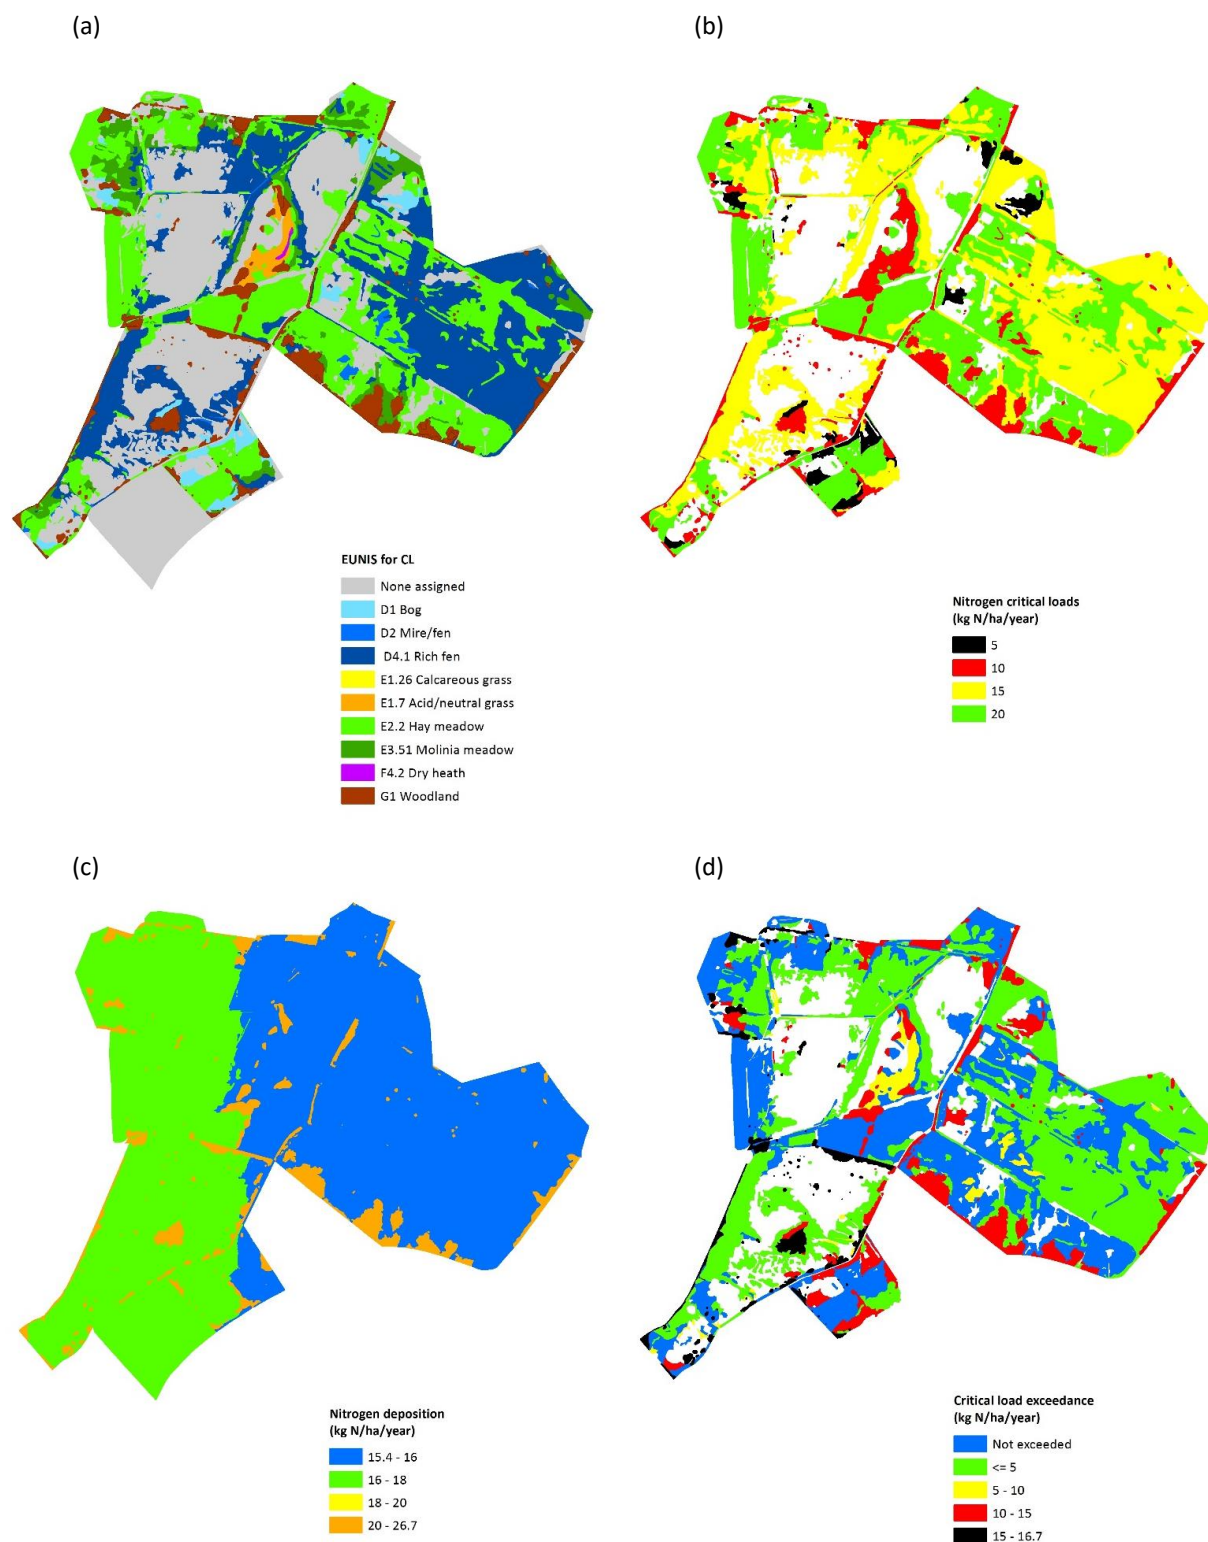 (a)
(b)
EUNIS for CL
None assigned
D1 Bog
D2 Mire/fen
D4.1 Rich fen
E1.26 Calcareous grass
E1.7 Acid/neutral grass
E2.2 Hay meadow
E3.51 Molinia meadow
F4.2 Dry heath
G1 Woodland
Nitrogen critical loads
(kg N/ha/year)
5
10
15
20
(c)
(d)
Nitrogen deposition
(kg N/ha/year)
15.4 - 16
16 - 18
18 - 20
20 - 26.7
Critical load exceedance
(kg N/ha/year)
Not exceeded
<= 5
5 - 10
10 - 15
15 - 16.7